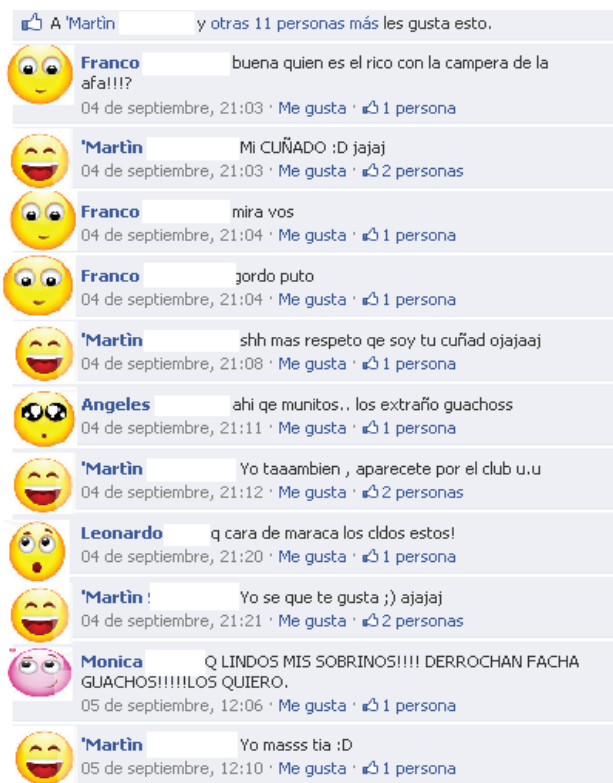 A 'Martìn y otras 11 personas más les gusta esto.
Franco buena quien es el rico con la campera de la
afa!!!?
04 de septiembre, 21:03 · Me gusta · 1 persona
'Martìn Mi CUÑADO :D jajaj
04 de septiembre, 21:03 · Me gusta · 2 personas
Franco mira vos
04 de septiembre, 21:04 · Me gusta · 1 persona
Franco gordo puto
04 de septiembre, 21:04 · Me gusta · 1 persona
'Martìn shh mas respeto qe soy tu cuñad ojajaaj
04 de septiembre, 21:08 · Me gusta · 1 persona
Angeles ahi qe munitos.. los extraño guachoss
04 de septiembre, 21:11 · Me gusta · 1 persona
'Martìn Yo taaambien , aparecete por el club u.u
04 de septiembre, 21:12 · Me gusta · 2 personas
Leonardo q cara de maraca los cldos estos!
04 de septiembre, 21:20 · Me gusta · 1 persona
'Martìn Yo se que te gusta ;) ajajaj
04 de septiembre, 21:21 · Me gusta · 2 personas
Monica Q LINDOS MIS SOBRINOS!!!! DERROCHAN FACHA
GUACHOS!!!!!LOS QUIERO.
05 de septiembre, 12:06 · Me gusta · 1 persona
'Martìn Yo masss tia :D
05 de septiembre, 12:10 · Me gusta · 1 persona